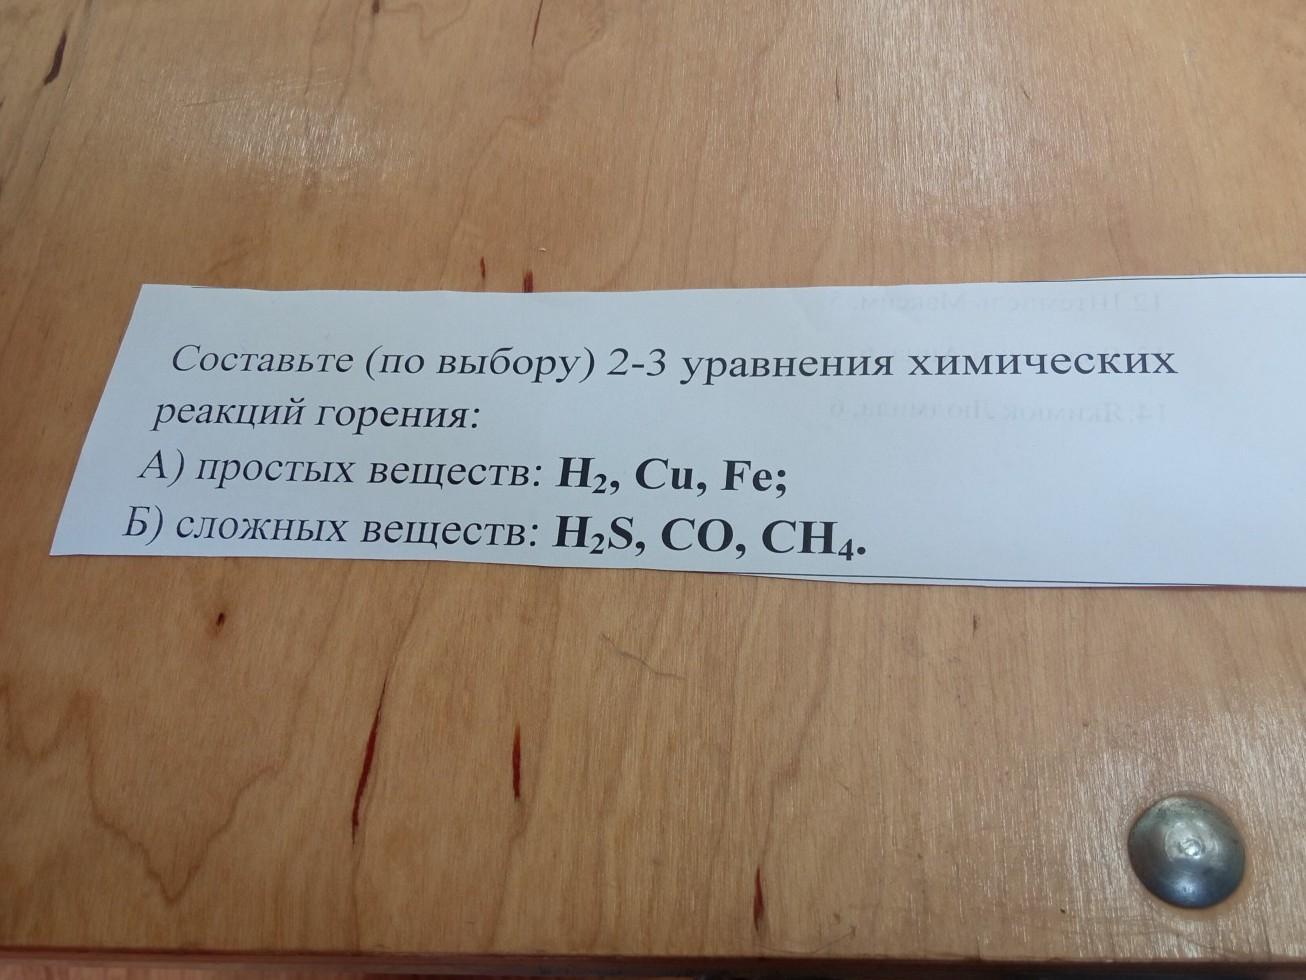 Составьте (по выбору) 2-3 уравнения химических
реакций горения:
А) простых веществ: H₂, Cu, Fe;
Б) сложных веществ: H₂S, CO, CH₄.